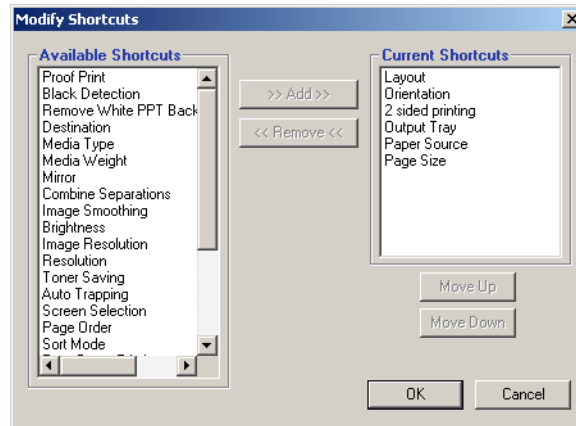 Modify Shortcuts
Available Shortcuts
Proof Print
Black Detection
Remove White PPT Back
Destination
Media Type
Media Weight
Mirror
Combine Separations
Image Smoothing
Brightness
Image Resolution
Resolution
Toner Saving
Auto Trapping
Screen Selection
Page Order
Sort Mode
>> Add >>
<< Remove <<
Current Shortcuts
Layout
Orientation
2 sided printing
Output Tray
Paper Source
Page Size
Move Up
Move Down
OK
Cancel